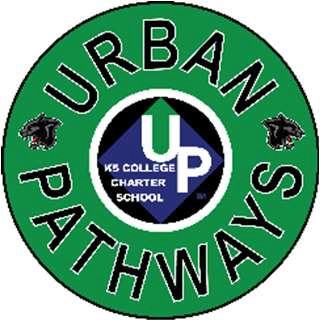 URBAN
UP
K5 COLLEGE
CHARTER
SCHOOL
PATHWAYS